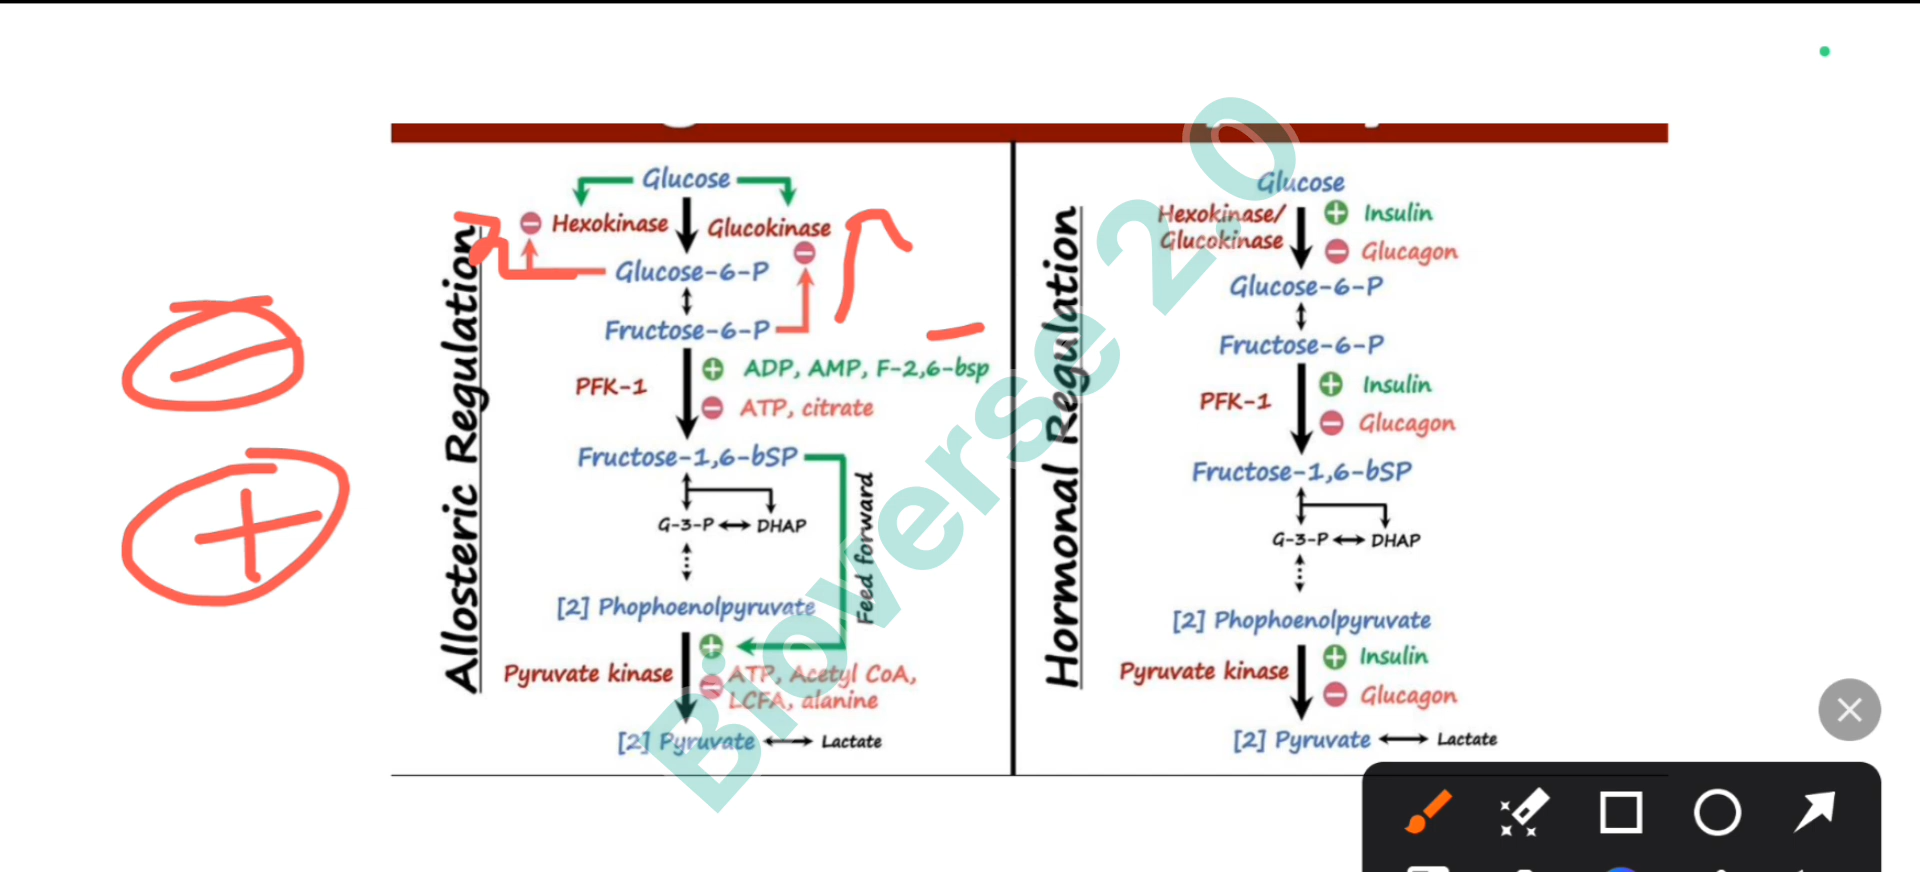 Allosteric Regulation
Glucose
Hexokinase
Glucokinase
Glucose-6-P
Fructose-6-P
PFK-1
ADP, AMP, F-2,6-bsp
ATP, citrate
Fructose-1,6-bSP
G-3-P
DHAP
Feed forward
[2] Phophoenolpyruvate
Pyruvate kinase
ATP, Acetyl CoA,
LCFA, alanine
[2] Pyruvate
Lactate
Hormonal Regulation
Glucose
Hexokinase/
Glucokinase
Insulin
Glucagon
Glucose-6-P
Fructose-6-P
PFK-1
Insulin
Glucagon
Fructose-1,6-bSP
G-3-P
DHAP
[2] Phophoenolpyruvate
Pyruvate kinase
Insulin
Glucagon
[2] Pyruvate
Lactate
Bioverse 2.0